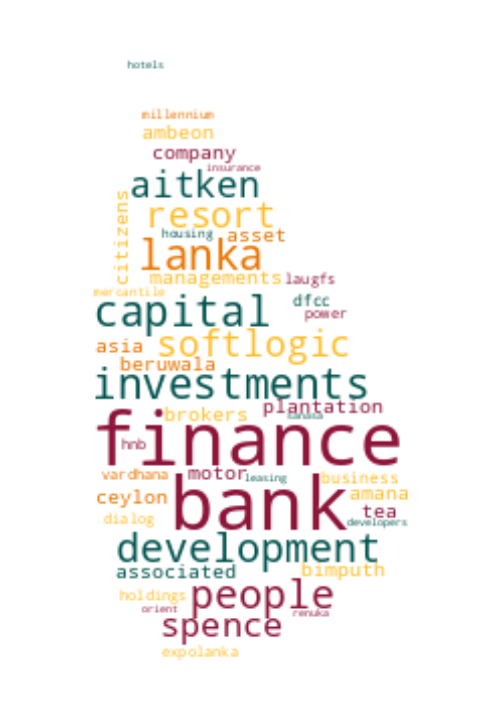 hotels
millennium
ambeon
company
insurance
aitken
citizens
resort
housing asset
lanka
managements laugfs
mercantile
dfcc
capital power
asia softlogic
beruwala
investments
plantation
brokers sanasa
finance
hnb
vardhana motor leasing business
ceylon bank amana
tea
dialog developers
development
associated bimputh
holdings people
orient renuka
spence
expolanka